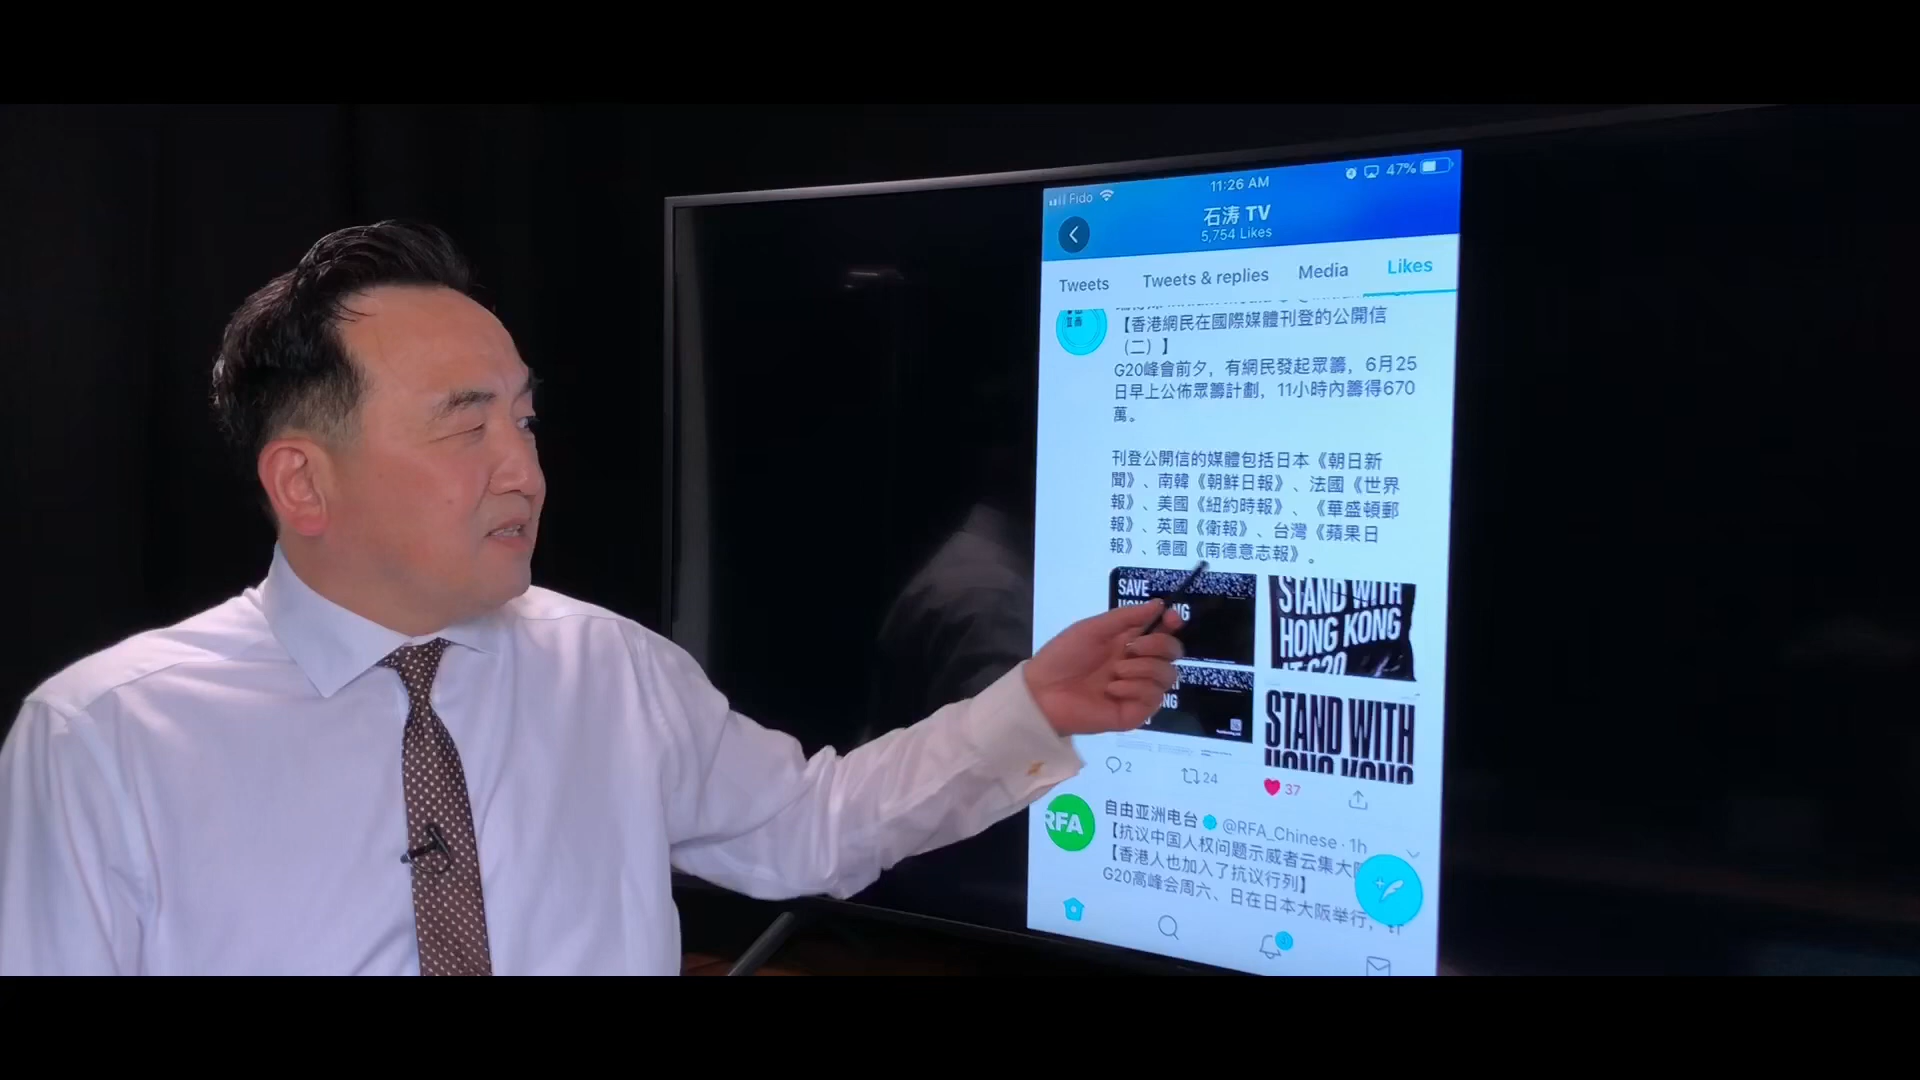 Fido
11:26 AM
47%
石涛 TV
5,754 Likes
Tweets
Tweets & replies
Media
Likes
【香港網民在國際媒體刊登的公開信
（二）】
G20峰會前夕，有網民發起眾籌，6月25
日早上公佈眾籌計劃，11小時內籌得670
萬。
刊登公開信的媒體包括日本《朝日新
聞》、南韓《朝鮮日報》、法國《世界
報》、美國《紐約時報》、《華盛頓郵
報》、英國《衛報》、台灣《蘋果日
報》、德國《南德意志報》。
SAVE
STAND WITH
HONG KONG
AT G20
STAND WITH
HONG KONG
2
24
37
RFA
自由亚洲电台 @RFA_Chinese · 1h
【抗议中国人权问题示威者云集大
【香港人也加入了抗议行列】
G20高峰会周六、日在日本大阪举行，